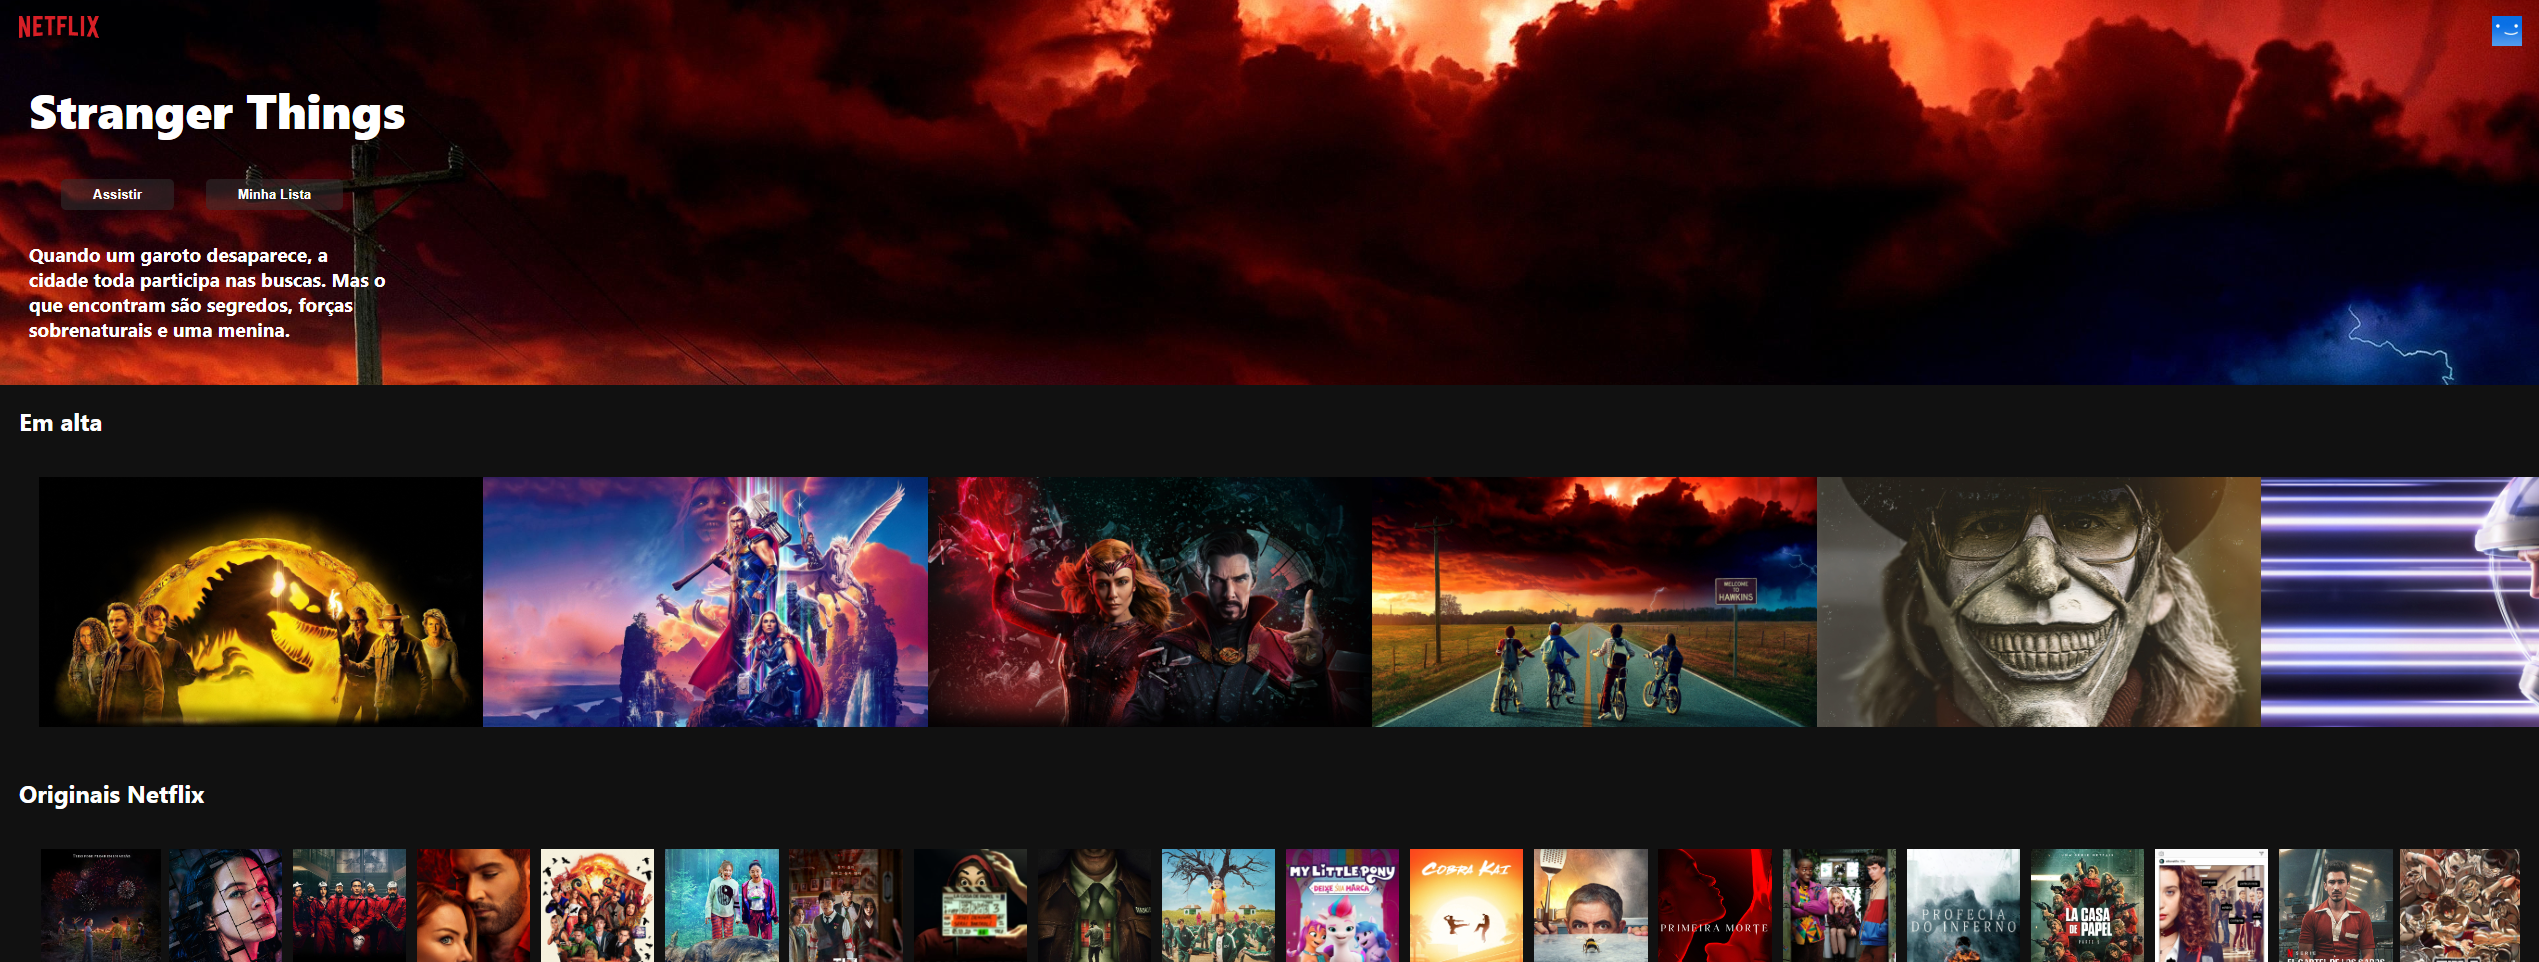 NETFLIX
Stranger Things
Assistir
Minha Lista
Quando um garoto desaparece, a
cidade toda participa nas buscas. Mas o
que encontram são segredos, forças
sobrenaturais e uma menina.
Em alta
WELCOME
TO
HAWKINS
Originais Netflix
MY LITTLE PONY
DEIXE SUA MARCA
COBRA KAI
PRIMEIRA MORTE
PROFECIA
DO INFERNO
LA CASA
DE PAPEL